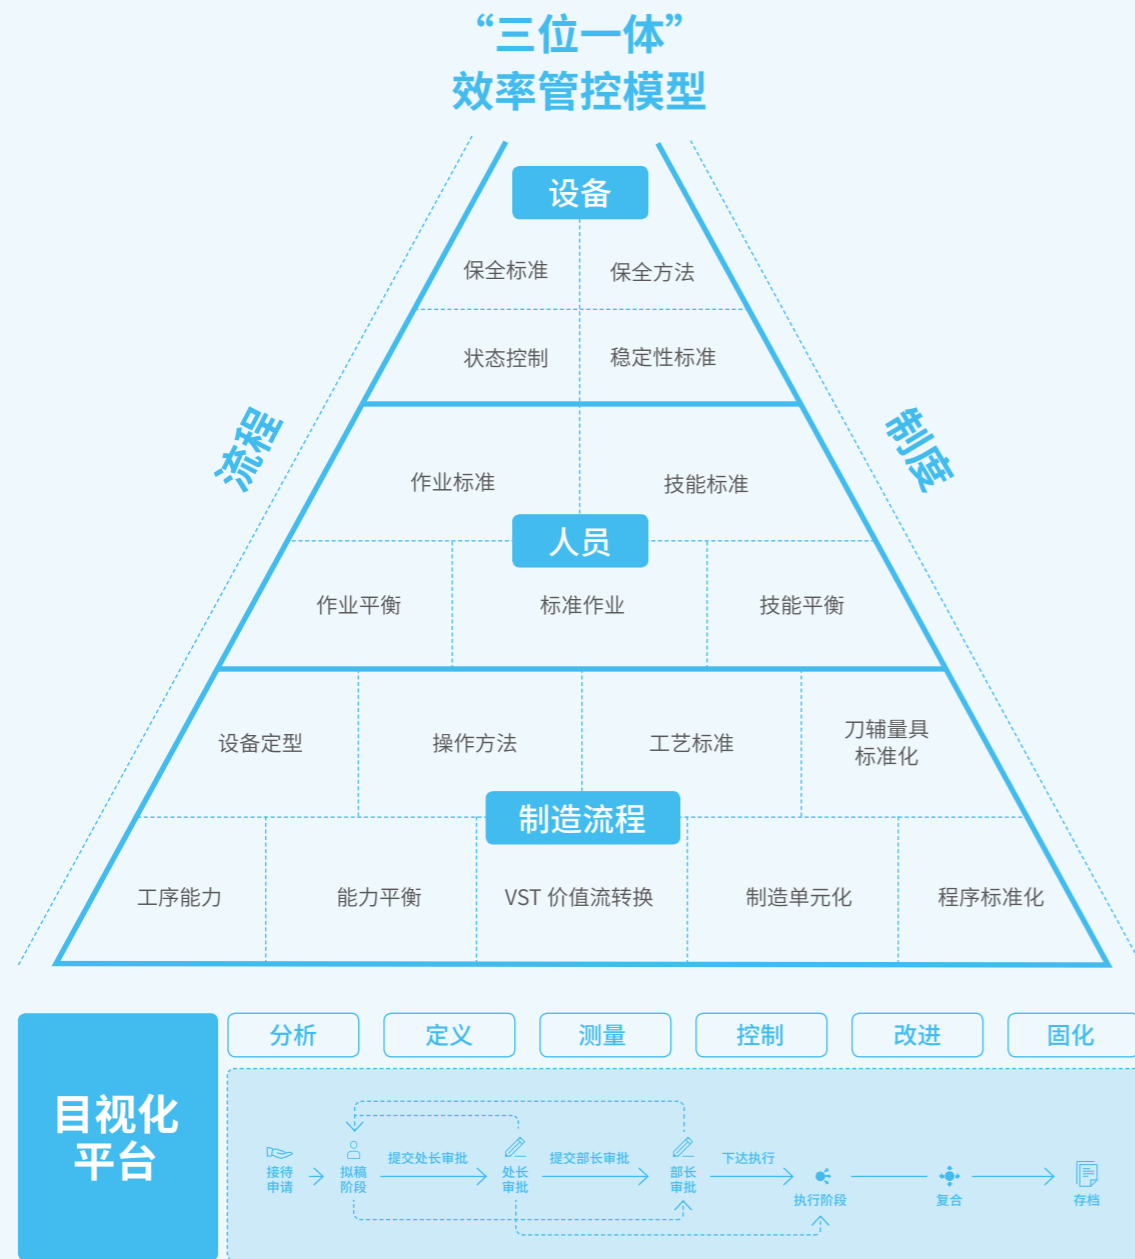 “三位一体”
效率管控模型
设备
保全标准
保全方法
状态控制
稳定性标准
流程
制度
作业标准
技能标准
人员
作业平衡
标准作业
技能平衡
设备定型
操作方法
工艺标准
刀辅量具
标准化
制造流程
工序能力
能力平衡
VST 价值流转换
制造单元化
程序标准化
目视化
平台
分析
定义
测量
控制
改进
固化
接待
申请
拟稿
阶段
提交处长审批
处长
审批
提交部长审批
部长
审批
下达执行
执行阶段
复合
存档